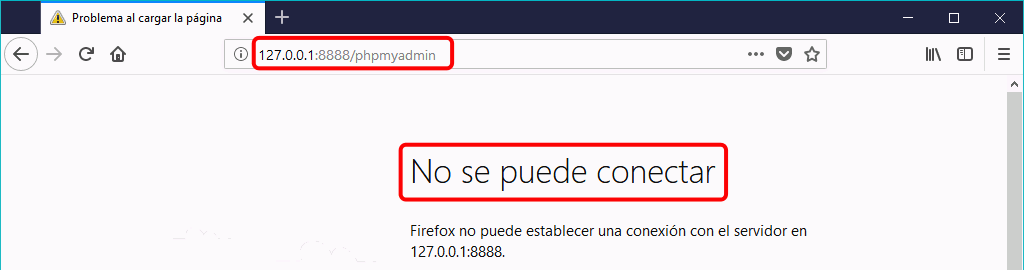 Problema al cargar la página
127.0.0.1:8888/phpmyadmin
No se puede conectar
Firefox no puede establecer una conexión con el servidor en
127.0.0.1:8888.